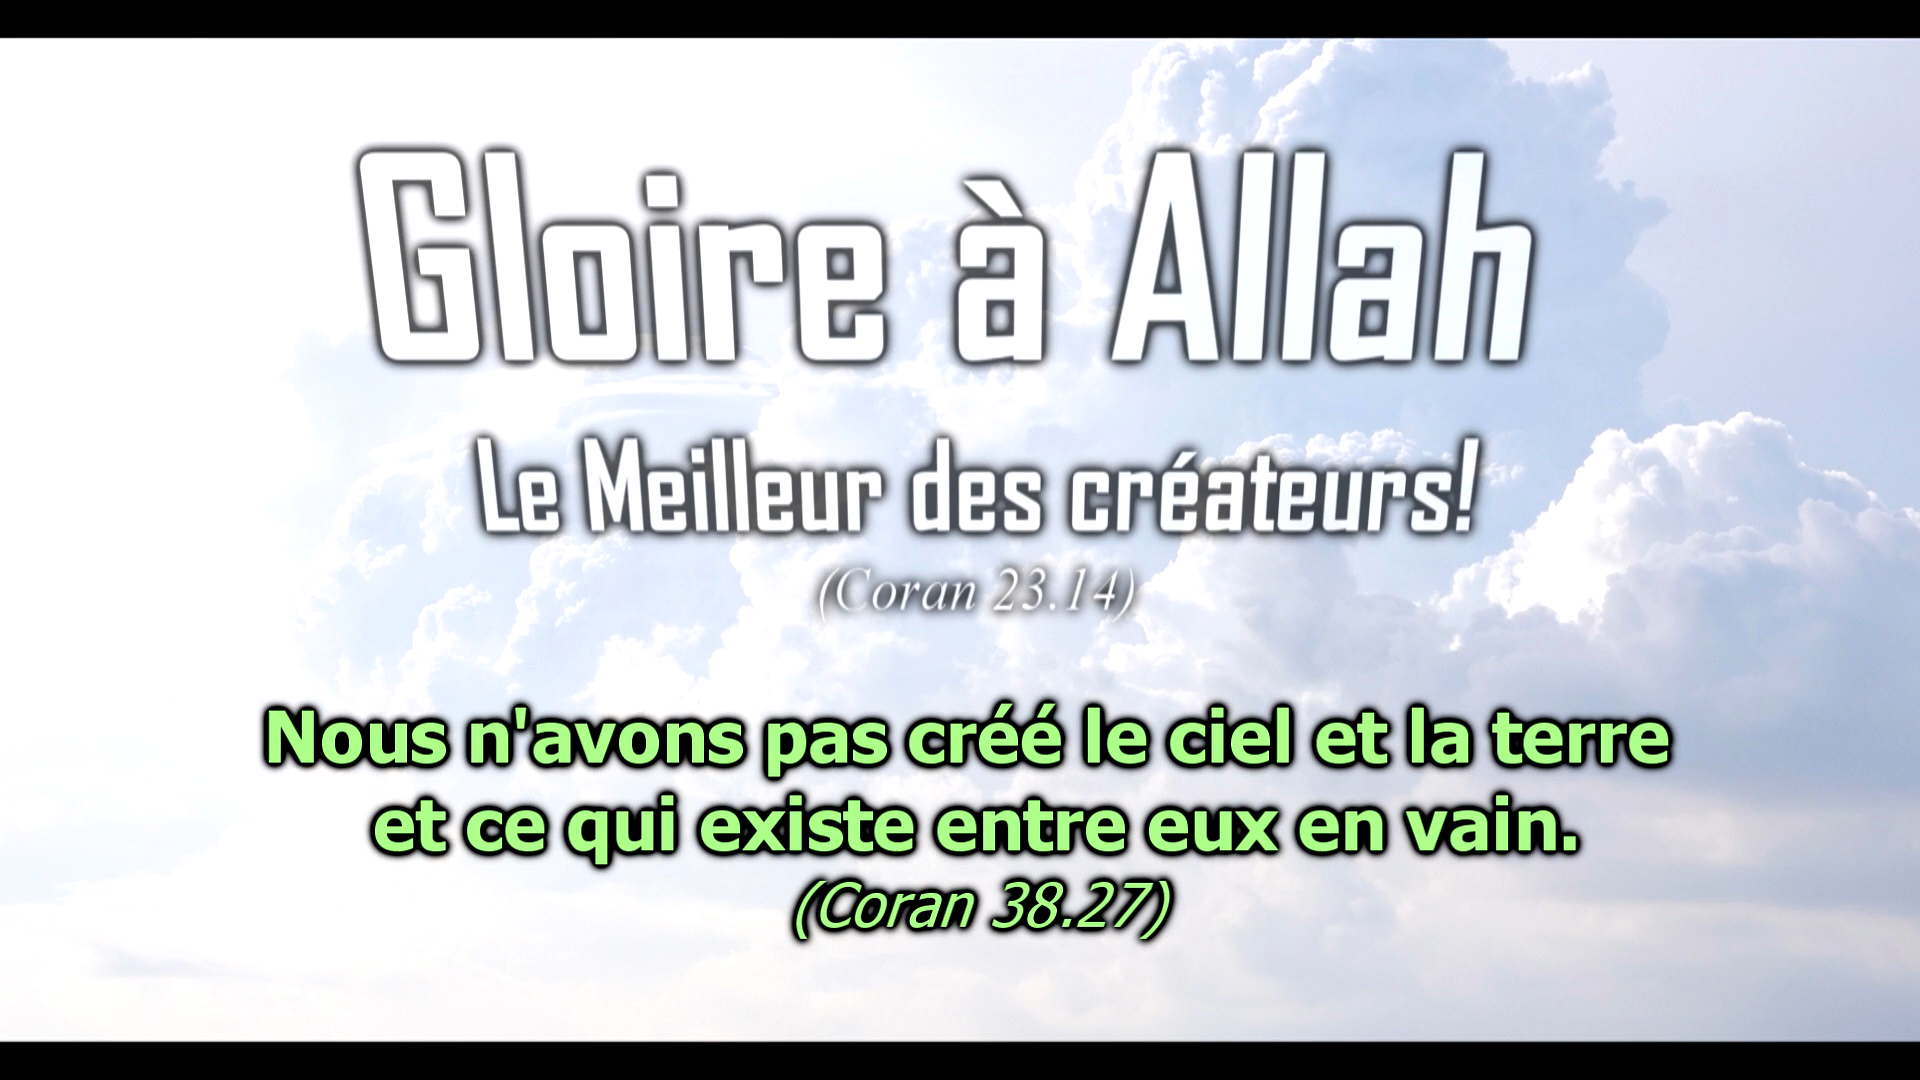 Gloire à Allah
Le Meilleur des créateurs!
(Coran 23.14)
Nous n'avons pas créé le ciel et la terre
et ce qui existe entre eux en vain.
(Coran 38.27)